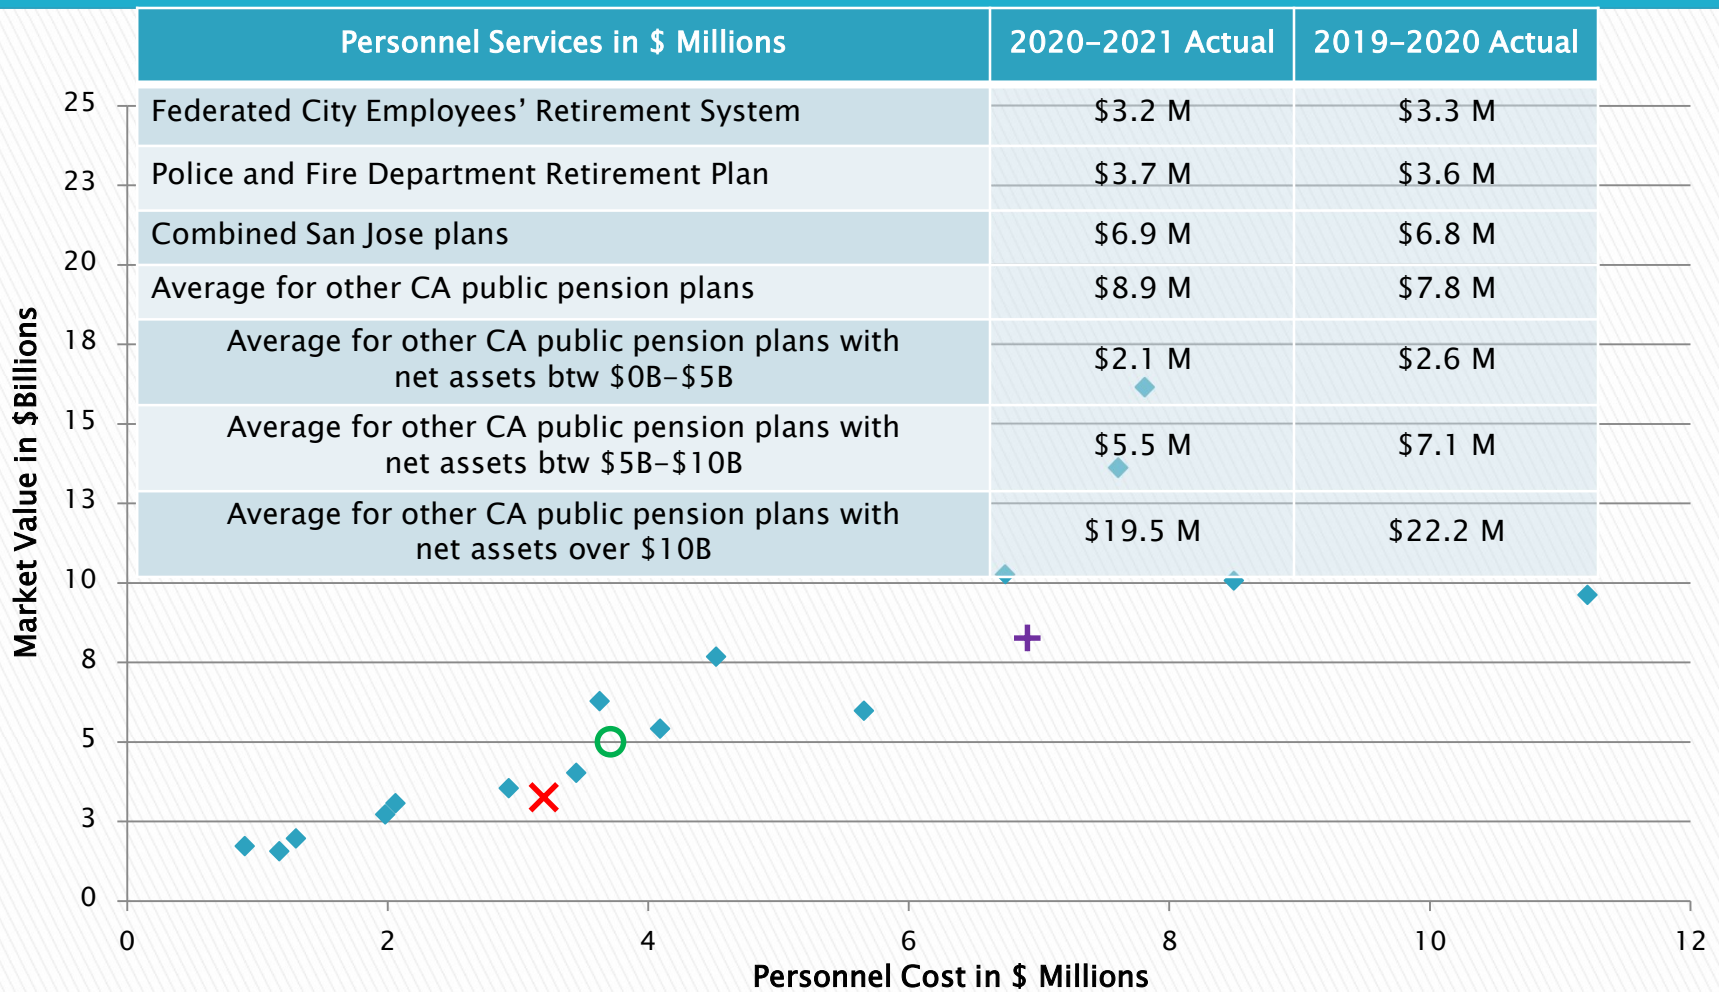 Personnel Services in $ Millions 2020-2021 Actual 2019-2020 Actual
Federated City Employees’ Retirement System $3.2 M $3.3 M
Police and Fire Department Retirement Plan $3.7 M $3.6 M
Combined San Jose plans $6.9 M $6.8 M
Average for other CA public pension plans $8.9 M $7.8 M
Average for other CA public pension plans with
net assets btw $0B-$5B $2.1 M $2.6 M
Average for other CA public pension plans with
net assets btw $5B-$10B $5.5 M $7.1 M
Average for other CA public pension plans with
net assets over $10B $19.5 M $22.2 M
Market Value in $Billions
25
23
20
18
15
13
10
8
5
3
0
0 2 4 6 8 10 12
Personnel Cost in $ Millions